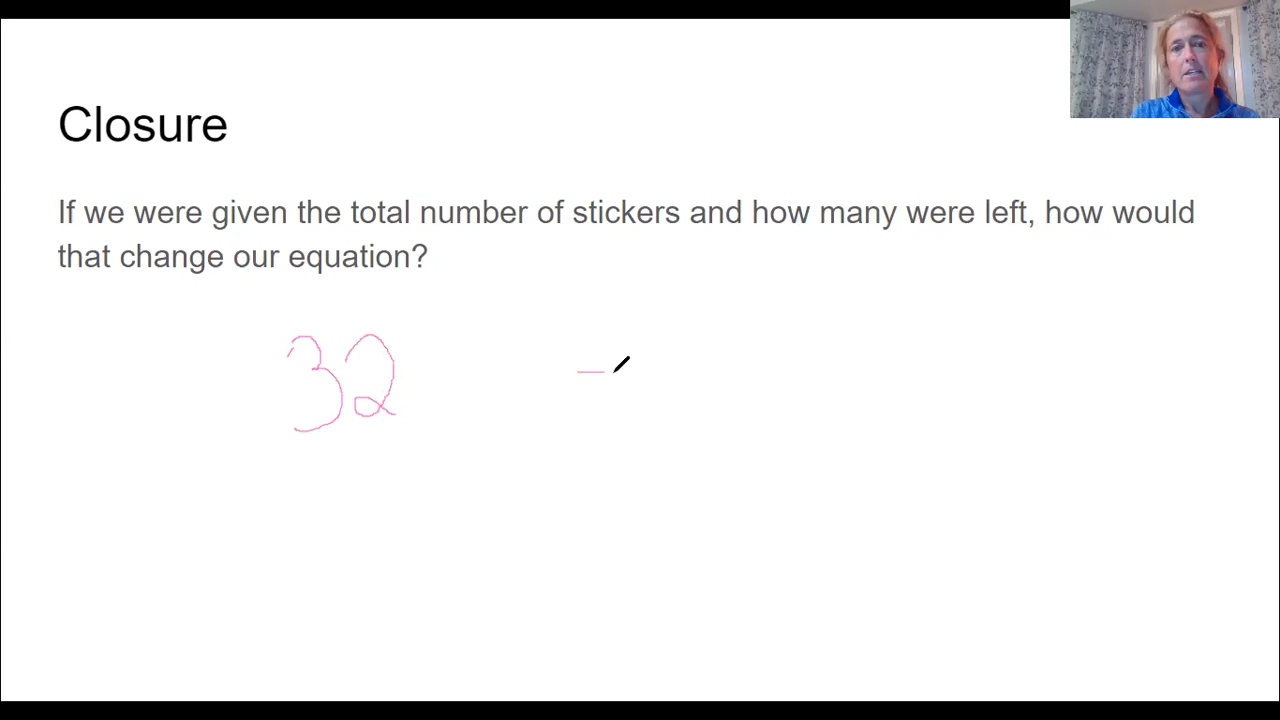 Closure
If we were given the total number of stickers and how many were left, how would
that change our equation?
32 –